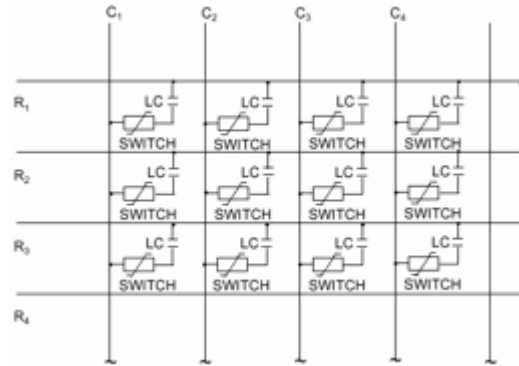 C1 C2 C3 C4
R1
LC LC LC LC
SWITCH SWITCH SWITCH SWITCH
R2
LC LC LC LC
SWITCH SWITCH SWITCH SWITCH
R3
LC LC LC LC
SWITCH SWITCH SWITCH SWITCH
R4
~ ~ ~ ~ ~